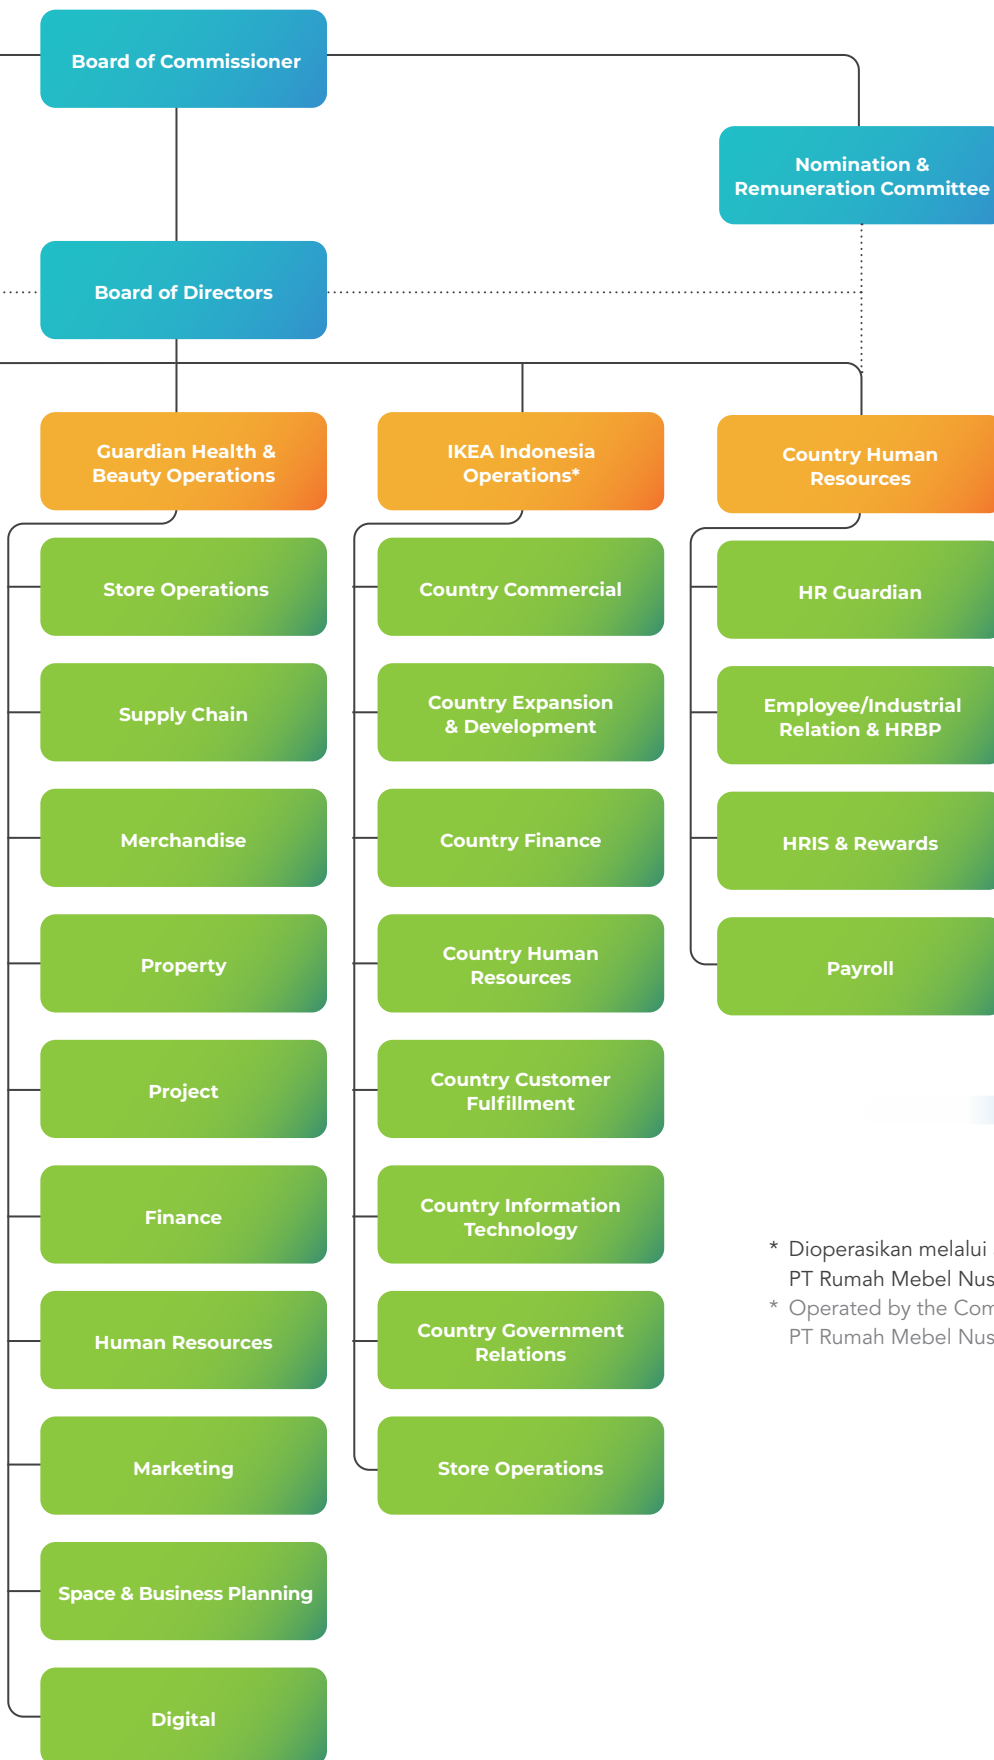 Board of Commissioner
Nomination &
Remuneration Committee
Board of Directors
Guardian Health &
Beauty Operations
Store Operations
Supply Chain
Merchandise
Property
Project
Finance
Human Resources
Marketing
Space & Business Planning
Digital
IKEA Indonesia
Operations*
Country Commercial
Country Expansion
& Development
Country Finance
Country Human
Resources
Country Customer
Fulfillment
Country Information
Technology
Country Government
Relations
Store Operations
Country Human
Resources
HR Guardian
Employee/Industrial
Relation & HRBP
HRIS & Rewards
Payroll
* Dioperasikan melalui
PT Rumah Mebel
* Operated by the
PT Rumah Mebel